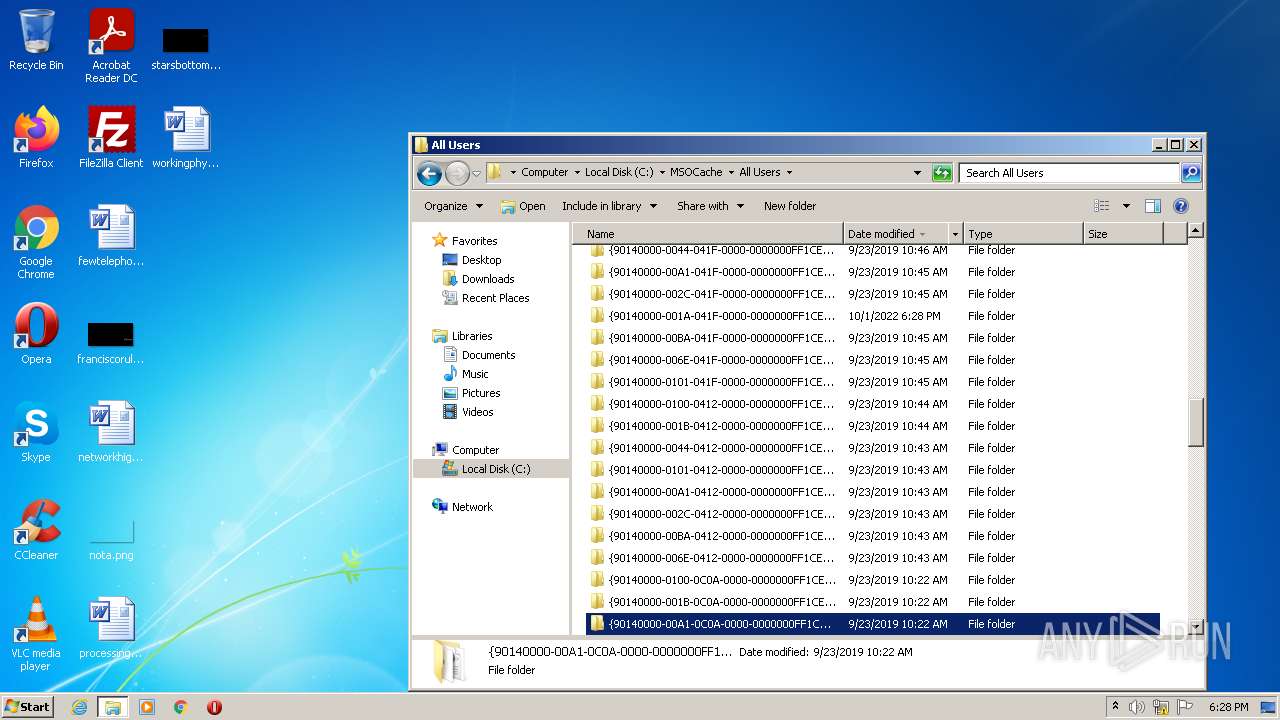 Recycle Bin
Acrobat
Reader DC
starsbottom...
Firefox
FileZilla Client
workingphy...
Google
Chrome
fewtelepho...
Opera
franciscorul...
Skype
networkhig...
CCleaner
nota.png
VLC media
player
processing...
All Users
Computer
Local Disk (C:)
MSOCache
All Users
Search All Users
Organize
Open
Include in library
Share with
New folder
Favorites
Desktop
Downloads
Recent Places
Libraries
Documents
Music
Pictures
Videos
Computer
Local Disk (C:)
Network
Name Date modified Type Size
{90140000-0044-041F-0000-0000000FF1CE... 9/23/2019 10:46 AM File folder
{90140000-00A1-041F-0000-0000000FF1CE... 9/23/2019 10:45 AM File folder
{90140000-002C-041F-0000-0000000FF1CE... 9/23/2019 10:45 AM File folder
{90140000-001A-041F-0000-0000000FF1CE... 10/1/2022 6:28 PM File folder
{90140000-00BA-041F-0000-0000000FF1CE... 9/23/2019 10:45 AM File folder
{90140000-006E-041F-0000-0000000FF1CE... 9/23/2019 10:45 AM File folder
{90140000-0101-041F-0000-0000000FF1CE... 9/23/2019 10:45 AM File folder
{90140000-0100-0412-0000-0000000FF1CE... 9/23/2019 10:44 AM File folder
{90140000-001B-0412-0000-0000000FF1CE... 9/23/2019 10:44 AM File folder
{90140000-0044-0412-0000-0000000FF1CE... 9/23/2019 10:43 AM File folder
{90140000-0101-0412-0000-0000000FF1CE... 9/23/2019 10:43 AM File folder
{90140000-00A1-0412-0000-0000000FF1CE... 9/23/2019 10:43 AM File folder
{90140000-002C-0412-0000-0000000FF1CE... 9/23/2019 10:43 AM File folder
{90140000-00BA-0412-0000-0000000FF1CE... 9/23/2019 10:43 AM File folder
{90140000-006E-0412-0000-0000000FF1CE... 9/23/2019 10:43 AM File folder
{90140000-0100-0C0A-0000-0000000FF1CE... 9/23/2019 10:22 AM File folder
{90140000-001B-0C0A-0000-0000000FF1CE... 9/23/2019 10:22 AM File folder
{90140000-00A1-0C0A-0000-0000000FF1C... 9/23/2019 10:22 AM File folder
{90140000-00A1-0C0A-0000-0000000FF1... Date modified: 9/23/2019 10:22 AM
File folder
ANY RUN
Start
6:28 PM